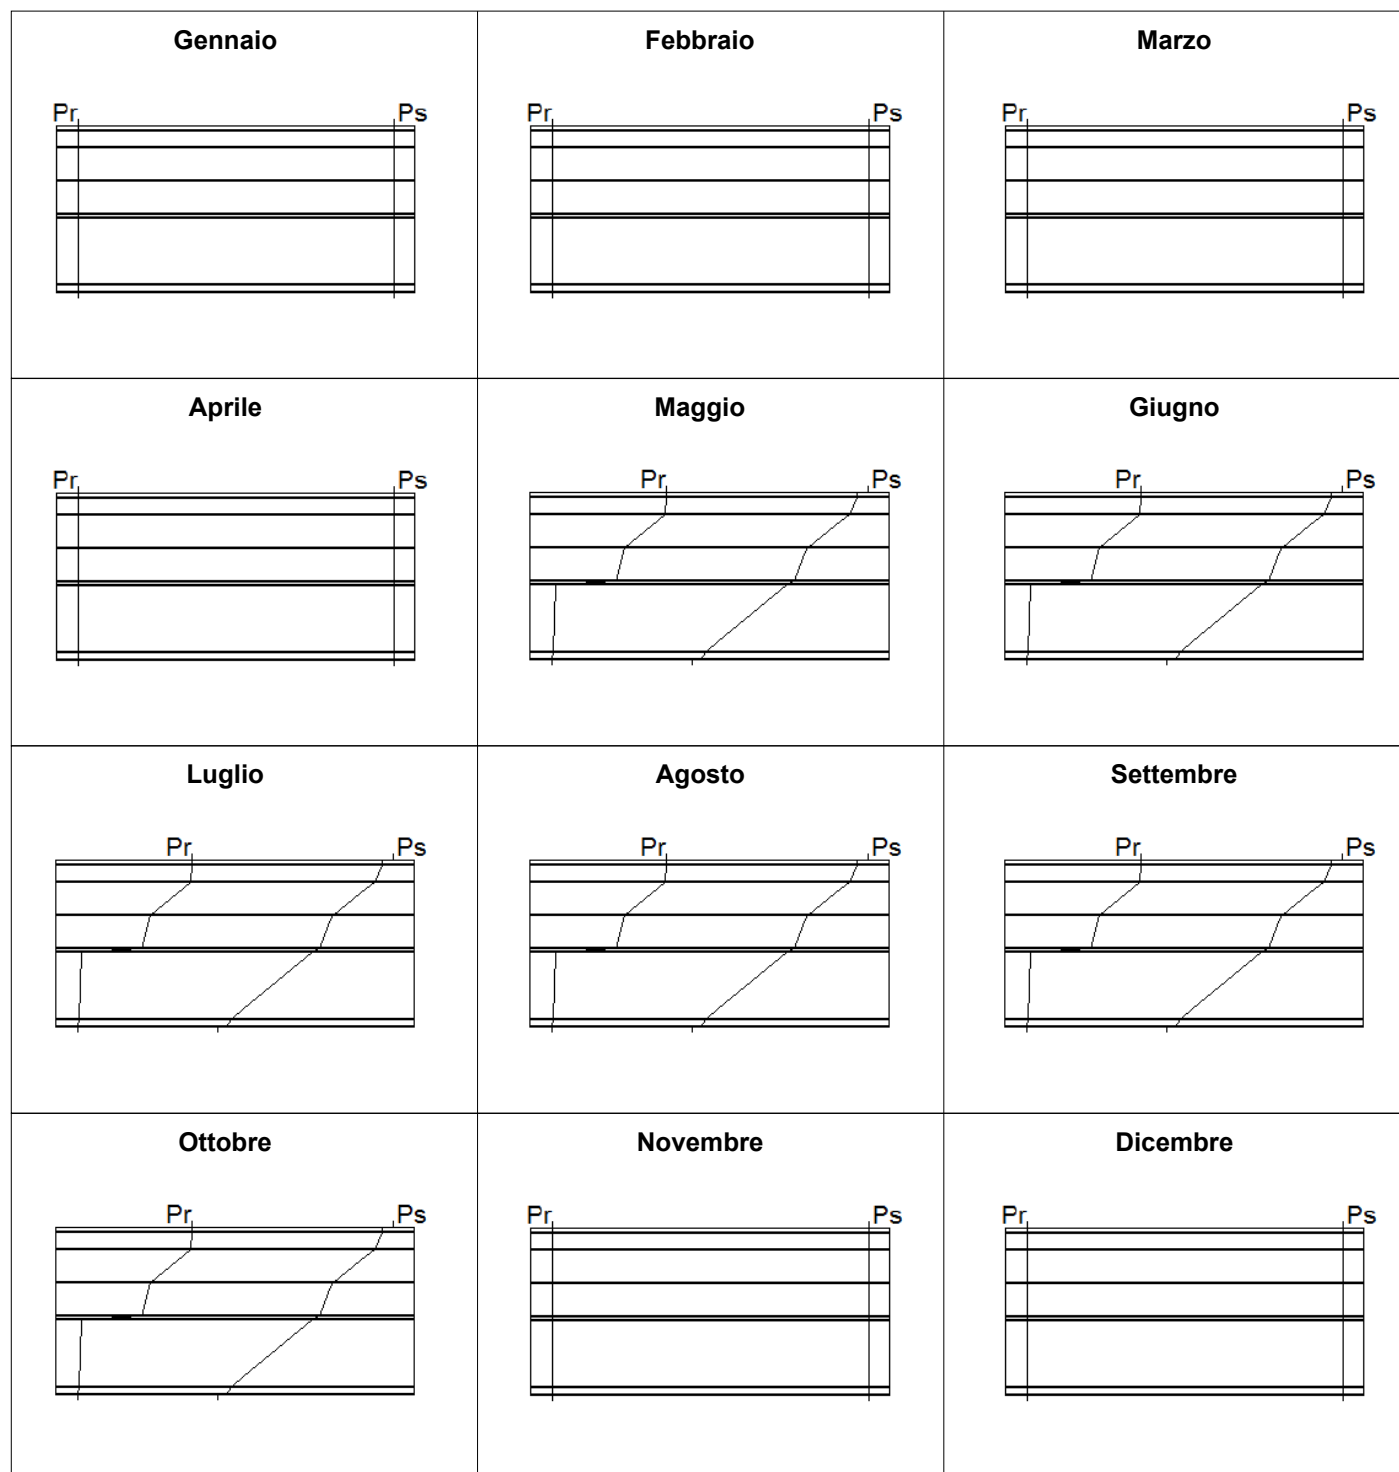 Gennaio Febbraio Marzo
Pr Ps Pr Ps Pr Ps
Aprile Maggio Giugno
Pr Ps Pr Ps Pr Ps
Luglio Agosto Settembre
Pr Ps Pr Ps Pr Ps
Ottobre Novembre Dicembre
Pr Ps Pr Ps Pr Ps